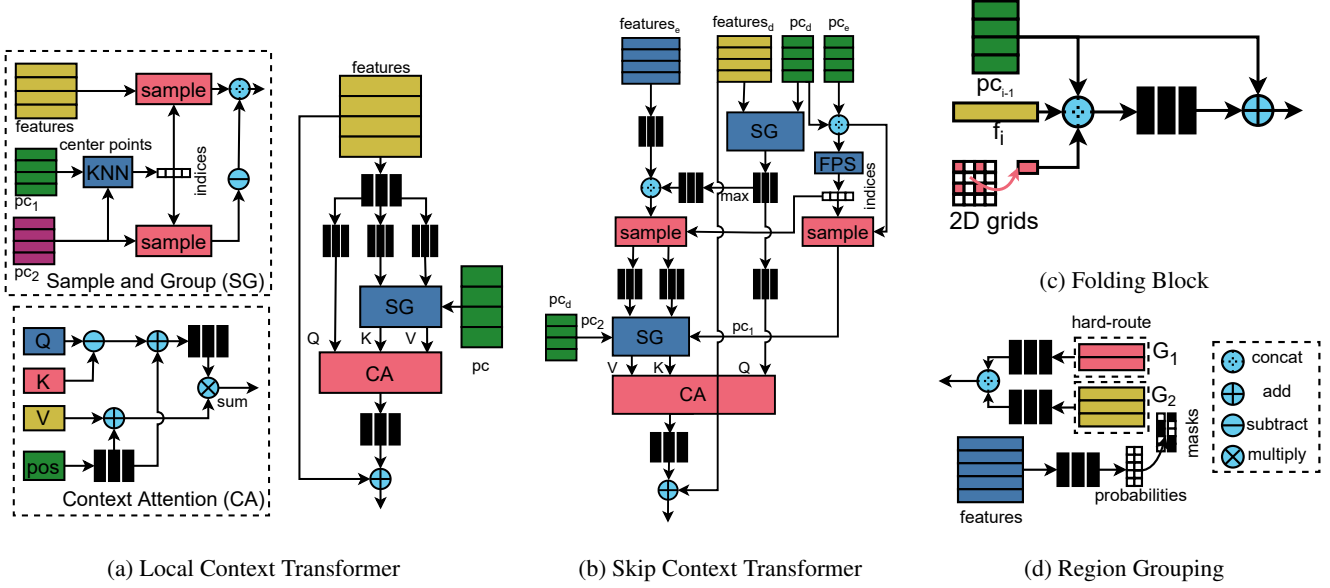 features
sample
center points
KNN
indices
pc1
pc2
sample
Sample and Group (SG)
Q
K
V
pos
sum
Context Attention (CA)
features
SG
Q
K
V
pc
CA
(a) Local Context Transformer
featurese
featuresd
pcd
pce
SG
FPS
max
indices
sample
sample
pcd
pc2
SG
pc1
V
K
Q
CA
(b) Skip Context Transformer
pci-1
fi
2D grids
(c) Folding Block
hard-route
G1
G2
masks
features
probabilities
concat
add
subtract
multiply
(d) Region Grouping